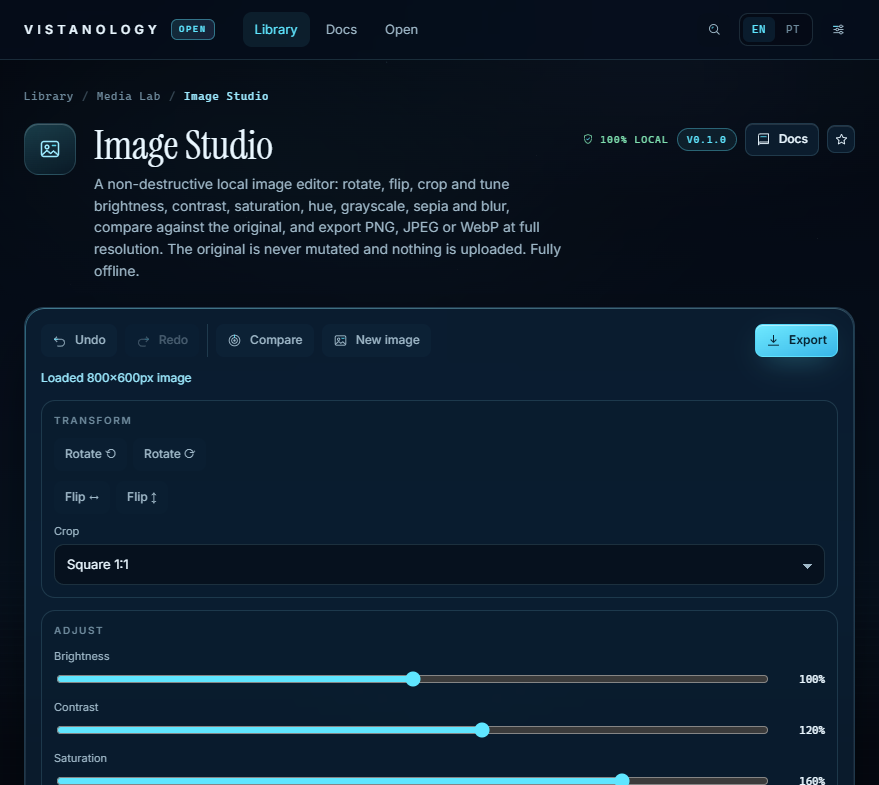 VISTANOLOGY OPEN Library Docs Open EN PT
Library / Media Lab / Image Studio
Image Studio
100% LOCAL V0.1.0 Docs
A non-destructive local image editor: rotate, flip, crop and tune
brightness, contrast, saturation, hue, grayscale, sepia and blur,
compare against the original, and export PNG, JPEG or WebP at full
resolution. The original is never mutated and nothing is uploaded. Fully
offline.
Undo Redo Compare New image Export
Loaded 800×600px image
TRANSFORM
Rotate Rotate
Flip ↔ Flip ↕
Crop
Square 1:1
ADJUST
Brightness
100%
Contrast
120%
Saturation
160%